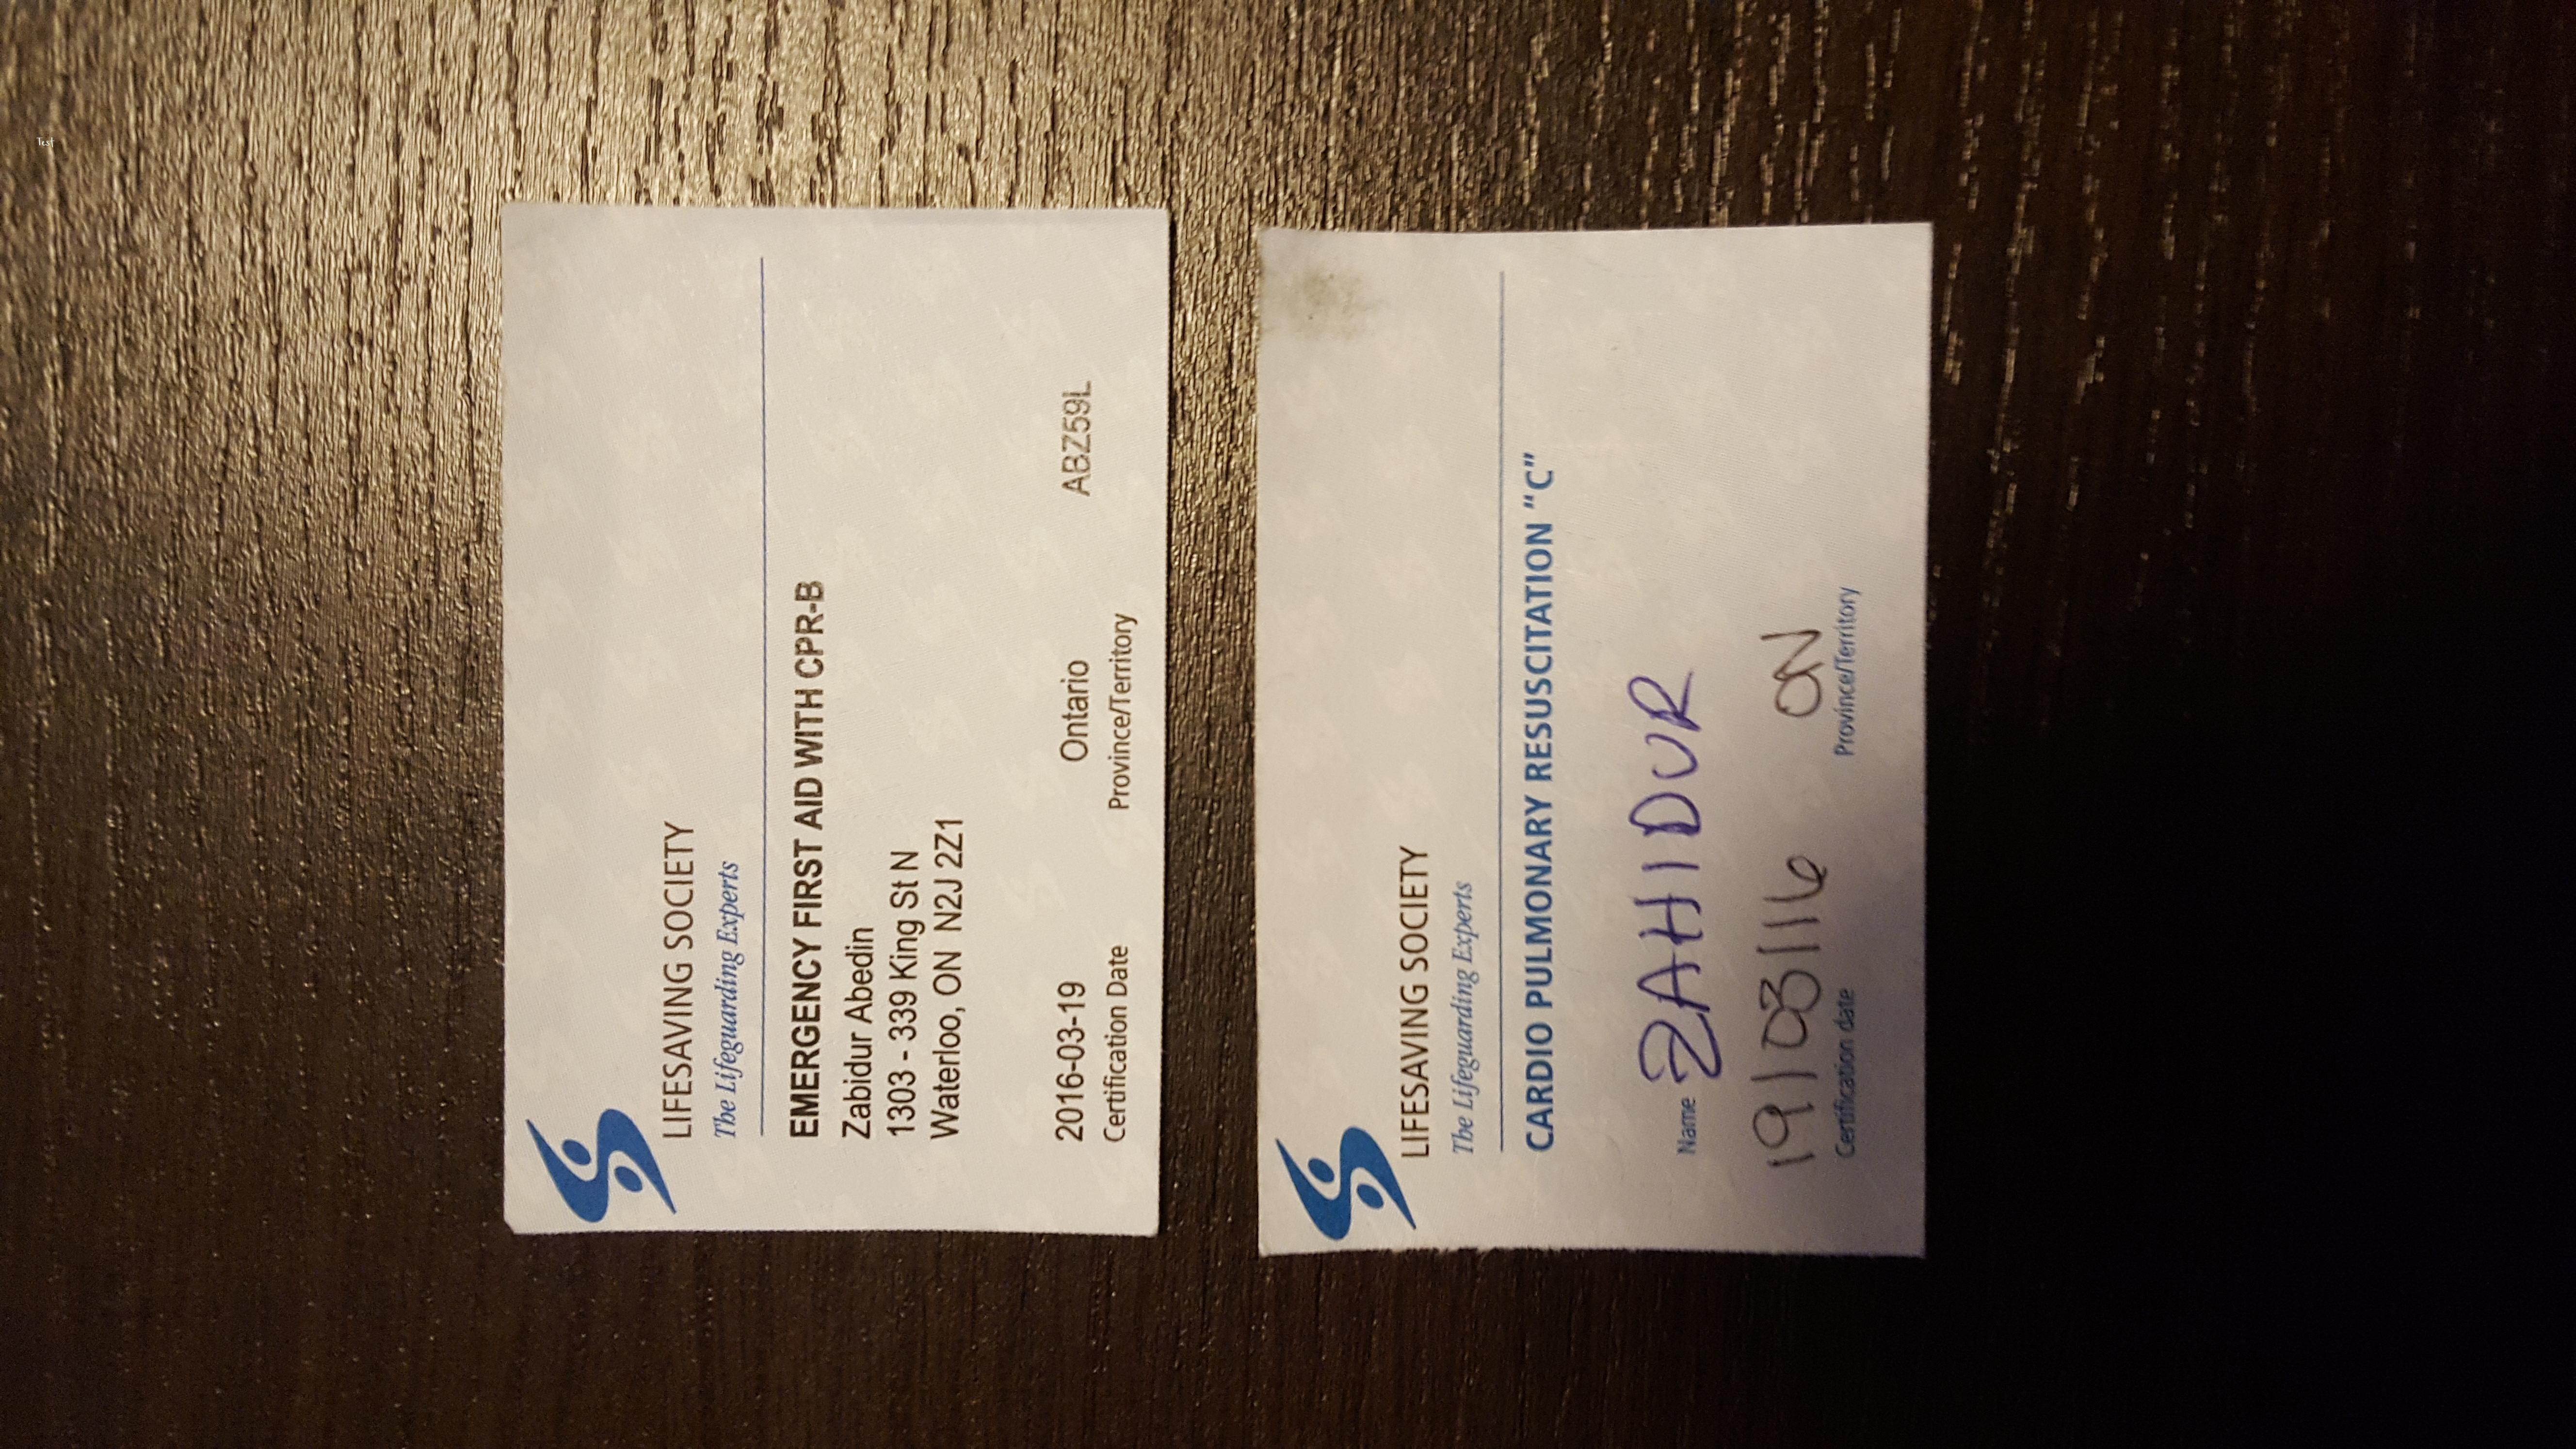 Test
LIFESAVING SOCIETY
The Lifeguarding Experts
EMERGENCY FIRST AID WITH CPR-B
Zabidur Abedin
1303 - 339 King St N
Waterloo, ON  N2J 2Z1
2016-03-19 Ontario ABZ59L
Certification Date Province/Territory
LIFESAVING SOCIETY
The Lifeguarding Experts
CARDIO PULMONARY RESUSCITATION “C”
Name ZAHIDUR
19/03/16 ON
Certification date Province/Territory